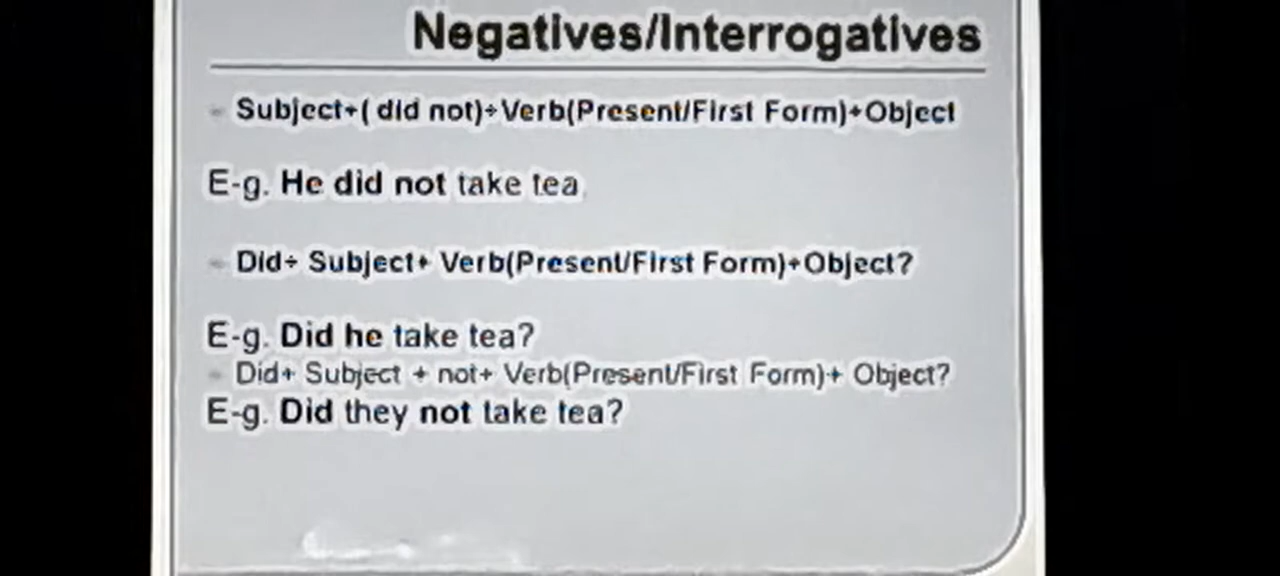 Negatives/Interrogatives
Subject+( did not)+Verb(Present/First Form)+Object
E-g. He did not take tea.
Did+ Subject+ Verb(Present/First Form)+Object?
E-g. Did he take tea?
Did+ Subject + not+ Verb(Present/First Form)+ Object?
E-g. Did they not take tea?